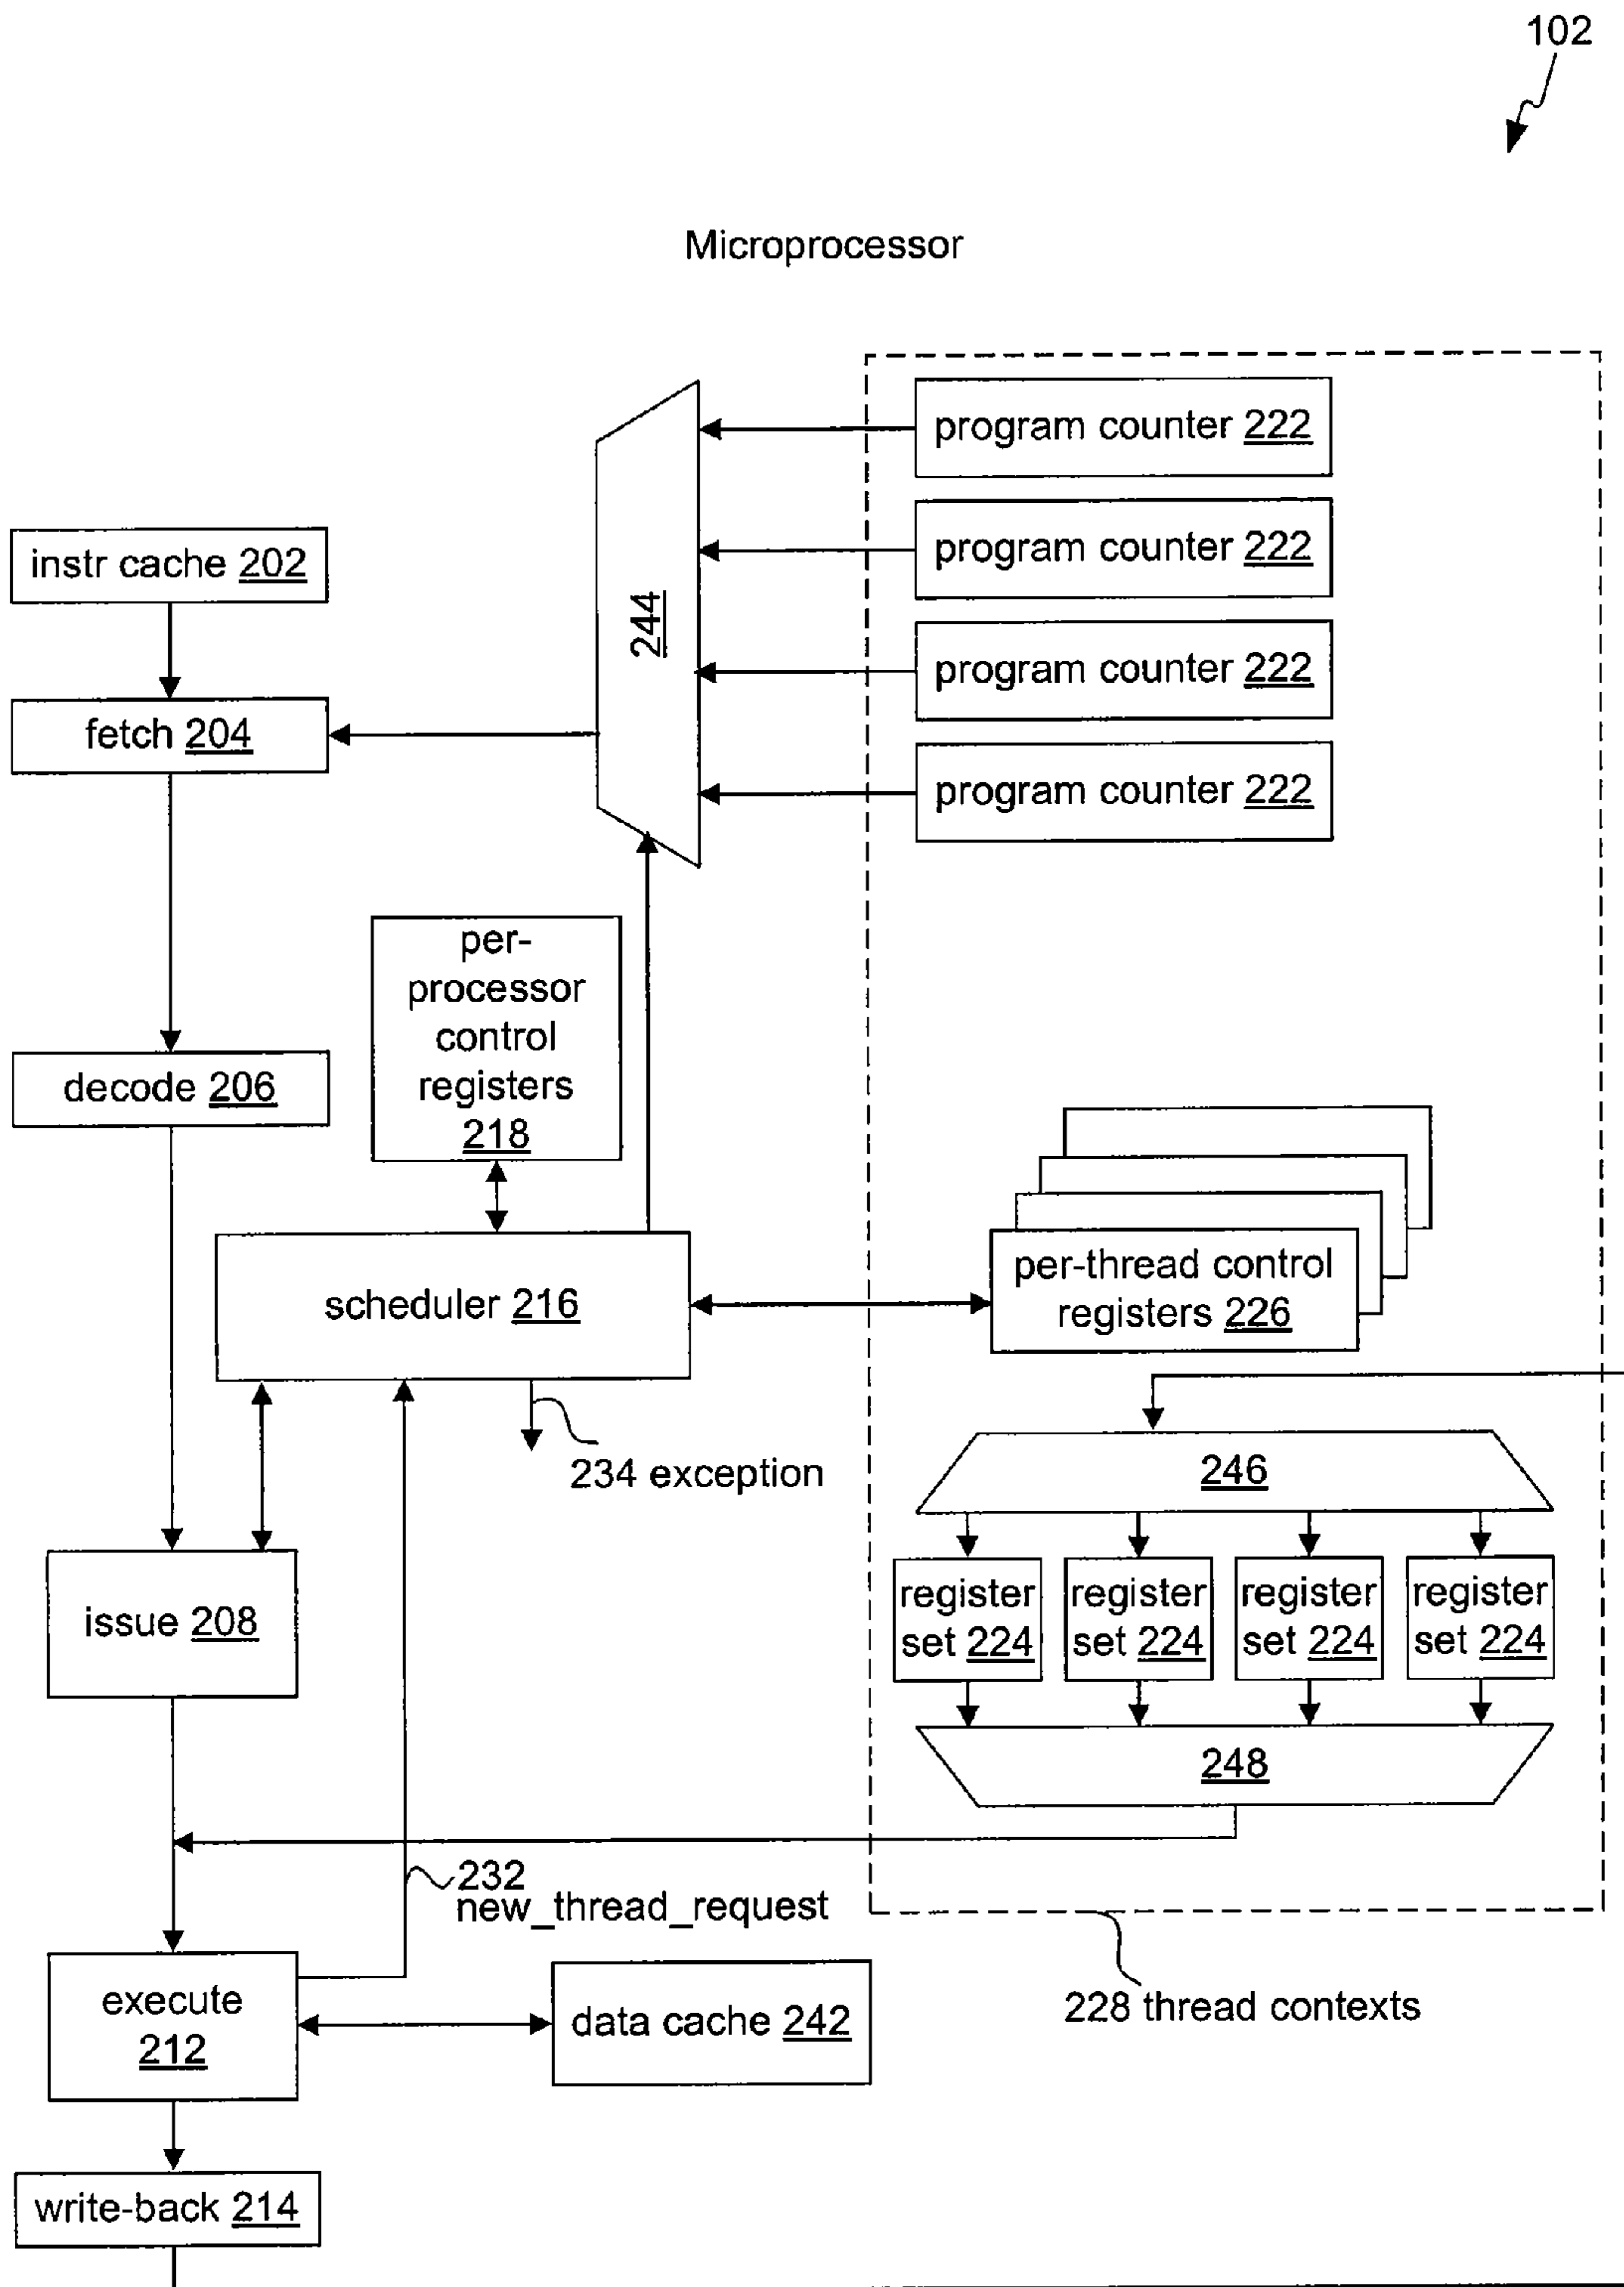 102
Microprocessor
program counter 222
program counter 222
program counter 222
program counter 222
244
instr cache 202
fetch 204
decode 206
per-
processor
control
registers
218
scheduler 216
per-thread control
registers 226
234 exception
246
issue 208
register
set 224
register
set 224
register
set 224
register
set 224
248
232
new_thread_request
execute
212
data cache 242
228 thread contexts
write-back 214